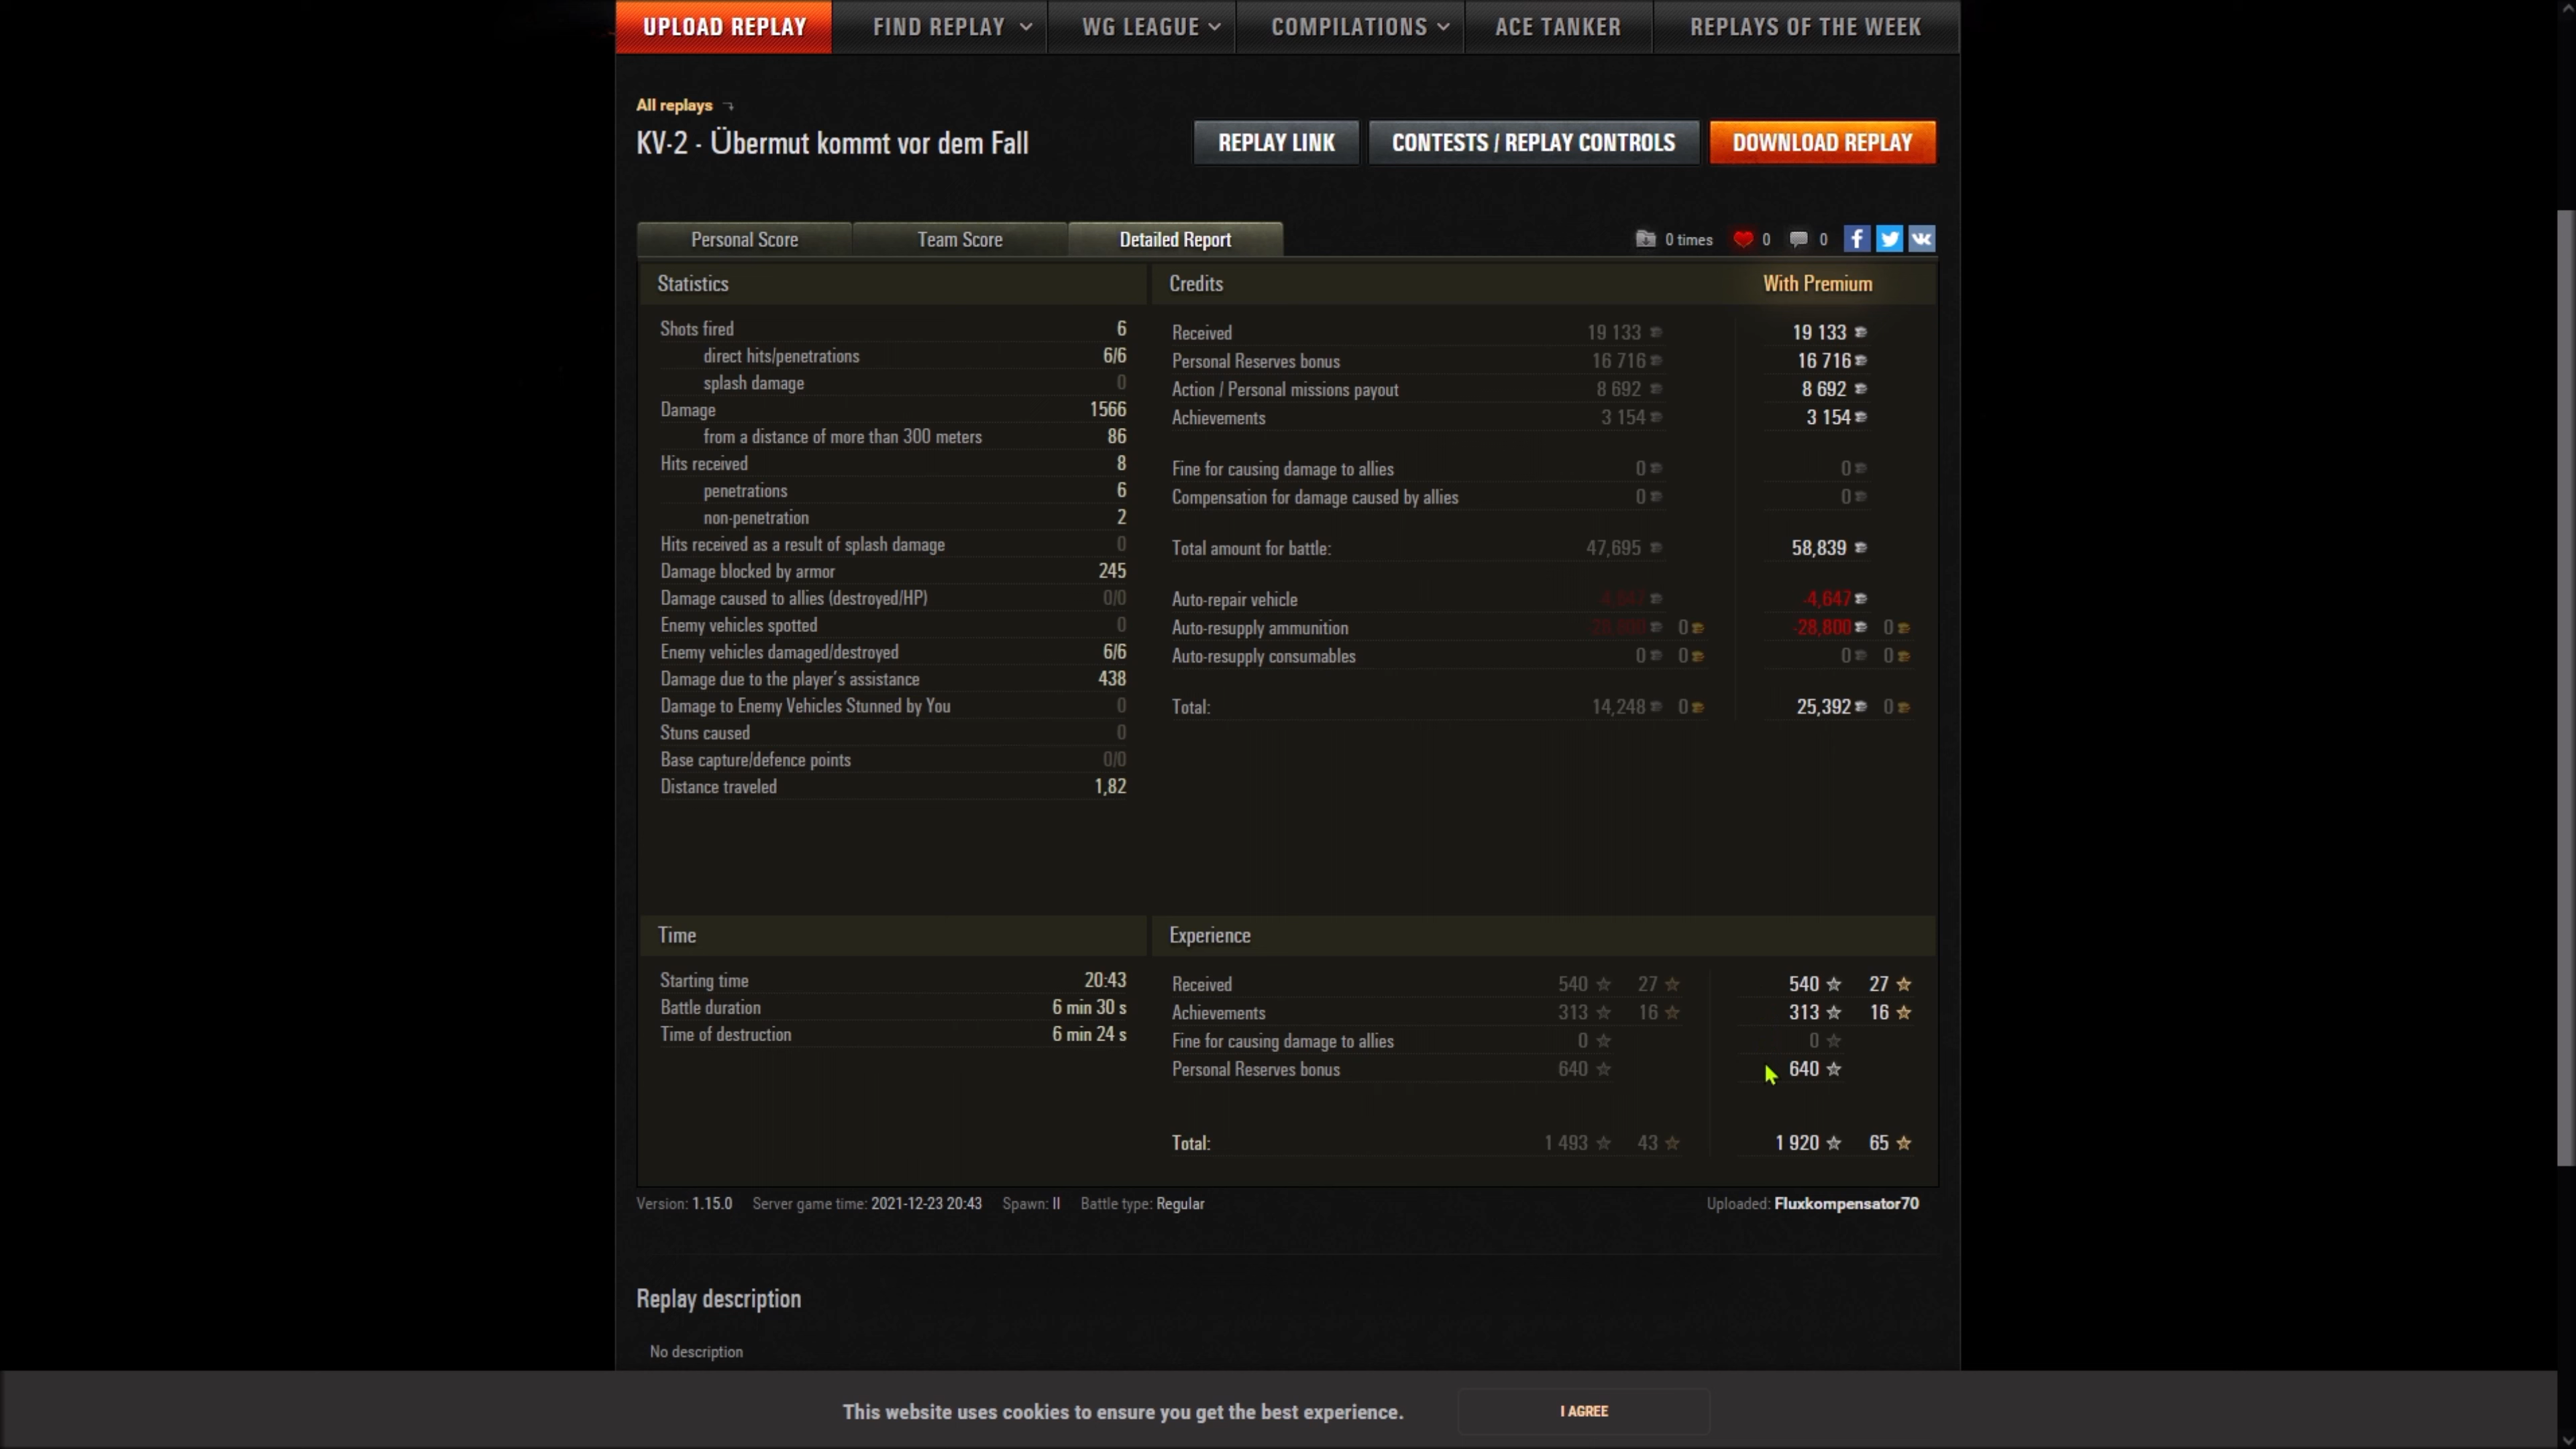 UPLOAD REPLAY FIND REPLAY WG LEAGUE COMPILATIONS ACE TANKER REPLAYS OF THE WEEK
All replays
KV-2 - Übermut kommt vor dem Fall REPLAY LINK CONTESTS / REPLAY CONTROLS DOWNLOAD REPLAY
Personal Score Team Score Detailed Report 0 times 0 0
Statistics Credits With Premium
Shots fired 6
direct hits/penetrations 6/6
splash damage 0
Damage 1566
from a distance of more than 300 meters 86
Hits received 8
penetrations 6
non-penetration 2
Hits received as a result of splash damage 0
Damage blocked by armor 245
Damage caused to allies (destroyed/HP) 0/0
Enemy vehicles spotted 0
Enemy vehicles damaged/destroyed 6/6
Damage due to the player's assistance 438
Damage to Enemy Vehicles Stunned by You 0
Stuns caused 0
Base capture/defence points 0/0
Distance traveled 1,82
Received 19 133 19 133
Personal Reserves bonus 16 716 16 716
Action / Personal missions payout 8 692 8 692
Achievements 3 154 3 154
Fine for causing damage to allies 0 0
Compensation for damage caused by allies 0 0
Total amount for battle: 47,695 58,839
Auto-repair vehicle -4,647 -4,647
Auto-resupply ammunition -28,800 0 -28,800 0
Auto-resupply consumables 0 0 0 0
Total: 14,248 0 25,392 0
Time
Starting time 20:43
Battle duration 6 min 30 s
Time of destruction 6 min 24 s
Experience
Received 540 27 540 27
Achievements 313 16 313 16
Fine for causing damage to allies 0 0
Personal Reserves bonus 640 640
Total: 1 493 43 1 920 65
Version: 1.15.0 Server game time: 2021-12-23 20:43 Spawn: II Battle type: Regular Uploaded: Fluxkompensator70
Replay description
No description
This website uses cookies to ensure you get the best experience. I AGREE